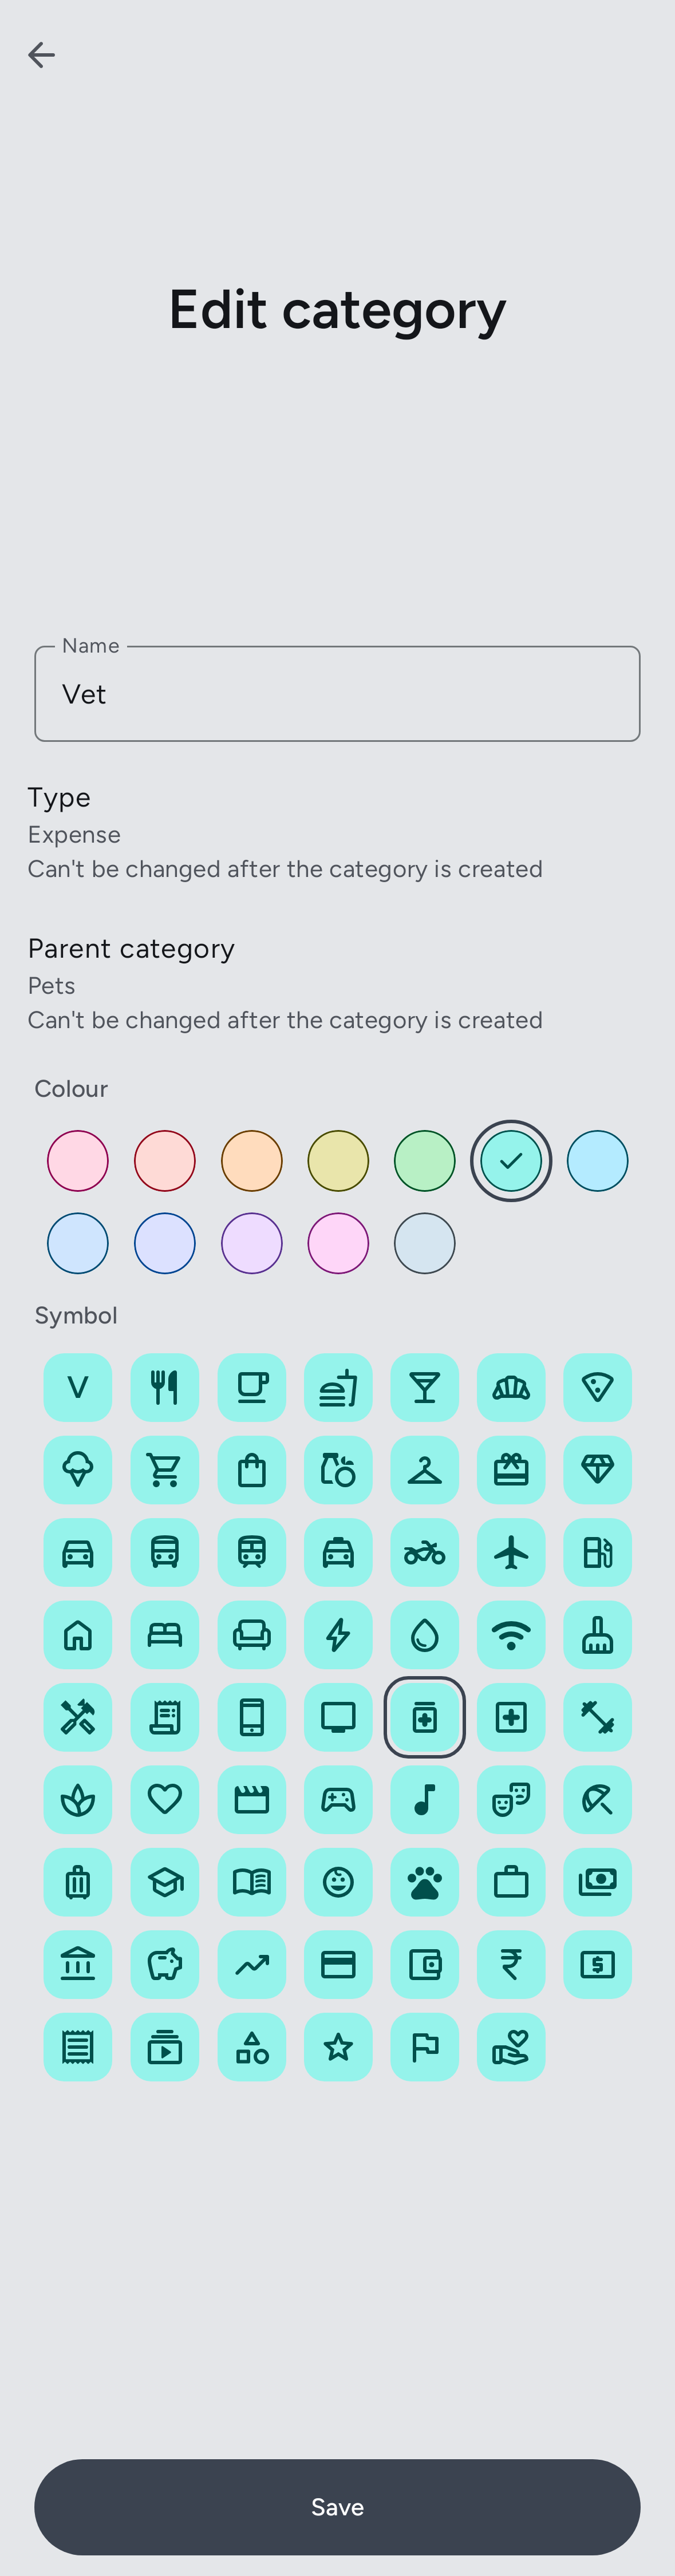 Edit category
Name
Vet
Type
Expense
Can't be changed after the category is created
Parent category
Pets
Can't be changed after the category is created
Colour
Symbol
V
Save